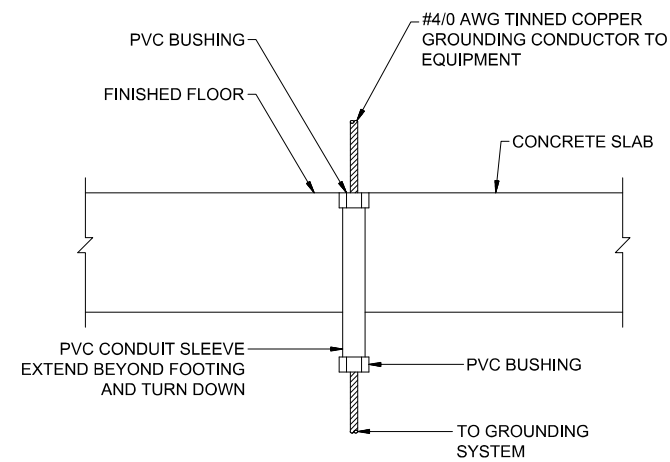 #4/0 AWG TINNED COPPER
GROUNDING CONDUCTOR TO
EQUIPMENT
PVC BUSHING
FINISHED FLOOR
CONCRETE SLAB
PVC CONDUIT SLEEVE
EXTEND BEYOND FOOTING
AND TURN DOWN
PVC BUSHING
TO GROUNDING
SYSTEM